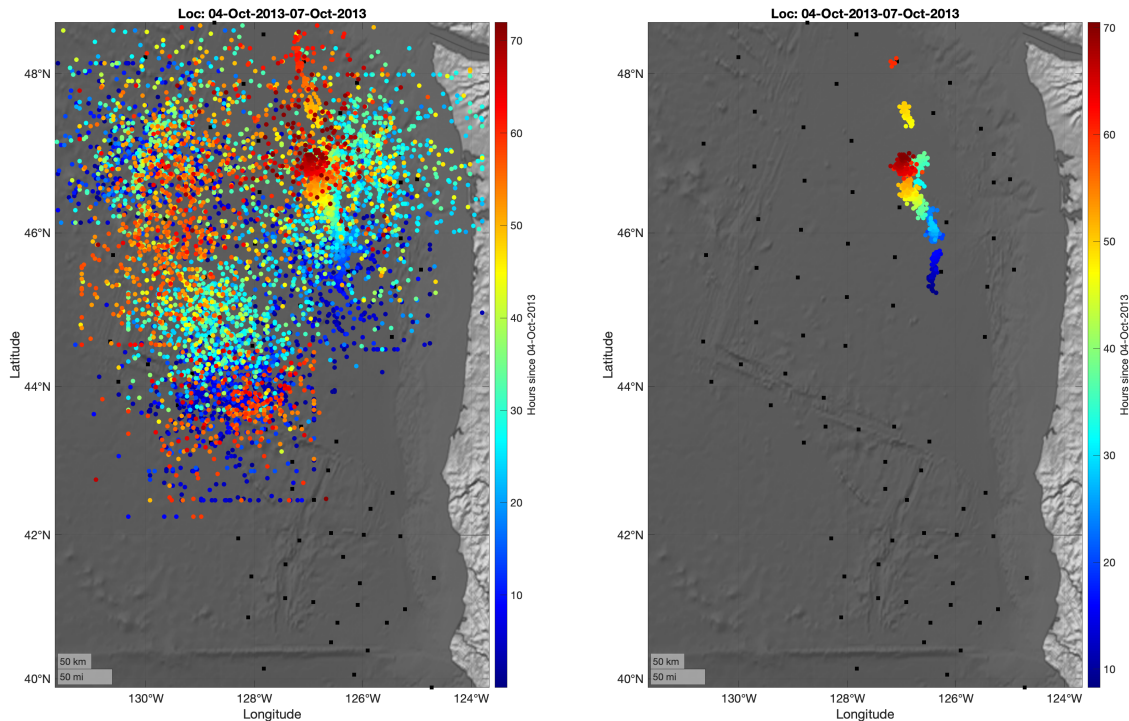 Loc: 04-Oct-2013-07-Oct-2013
48°N
46°N
44°N
42°N
40°N
Latitude
130°W
128°W
126°W
124°W
Longitude
50 km
50 mi
70
60
50
40
30
20
10
Hours since 04-Oct-2013
Loc: 04-Oct-2013-07-Oct-2013
48°N
46°N
44°N
42°N
40°N
Latitude
130°W
128°W
126°W
124°W
Longitude
50 km
50 mi
70
60
50
40
30
20
10
Hours since 04-Oct-2013